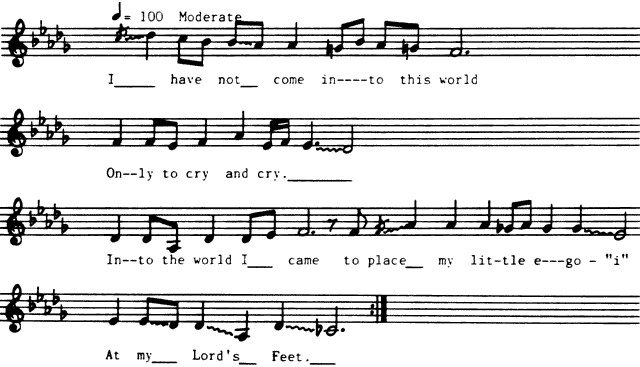 ♩= 100 Moderate
I_____ have not__ come in----to this world
On--ly to cry and cry.________
In--to the world I___ came to place__ my lit-tle e---go - "i"
At my___ Lord's__ Feet.___